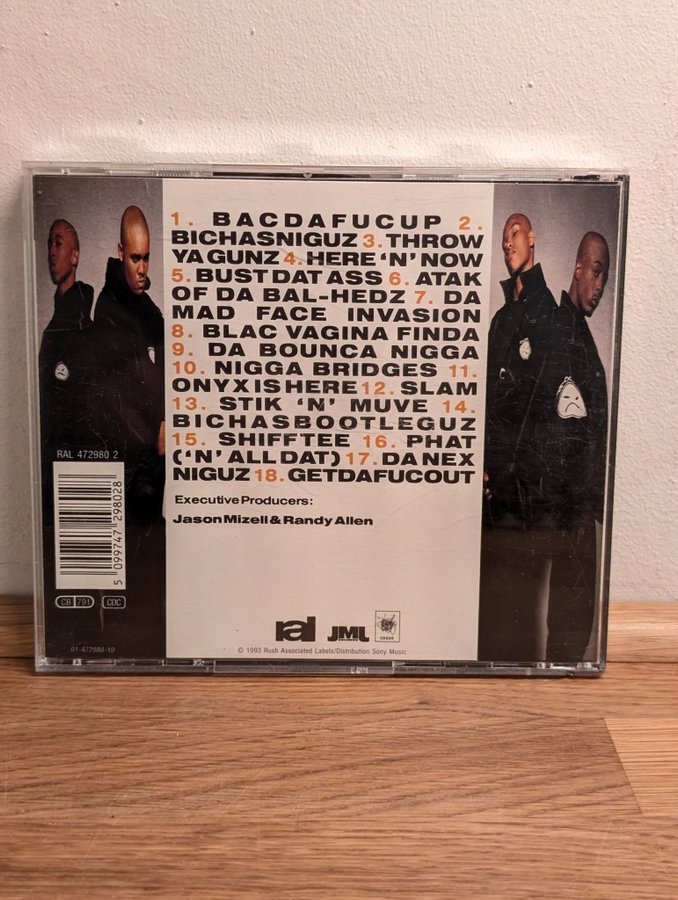 1. BACDAFUCUP 2.
BICHASNIGUZ 3. THROW
YA GUNZ 4. HERE 'N' NOW
5. BUST DAT ASS 6. ATAK
OF DA BAL-HEDZ 7. DA
MAD FACE INVASION
8. BLAC VAGINA FINDA
9. DA BOUNCA NIGGA
10. NIGGA BRIDGES 11.
ONYX IS HERE 12. SLAM
13. STIK 'N' MUVE 14.
BICHASBOOTLEGUZ
15. SHIFFTEE 16. PHAT
('N' ALL DAT) 17. DA NEX
NIGUZ 18. GETDAFUCOUT
Executive Producers:
Jason Mizell & Randy Allen
RAL 472980 2
5 099747 298028
CB 791 CDC
01-472980-10
ral JMJ CHAOS
© 1993 Rush Associated Labels/Distribution Sony Music